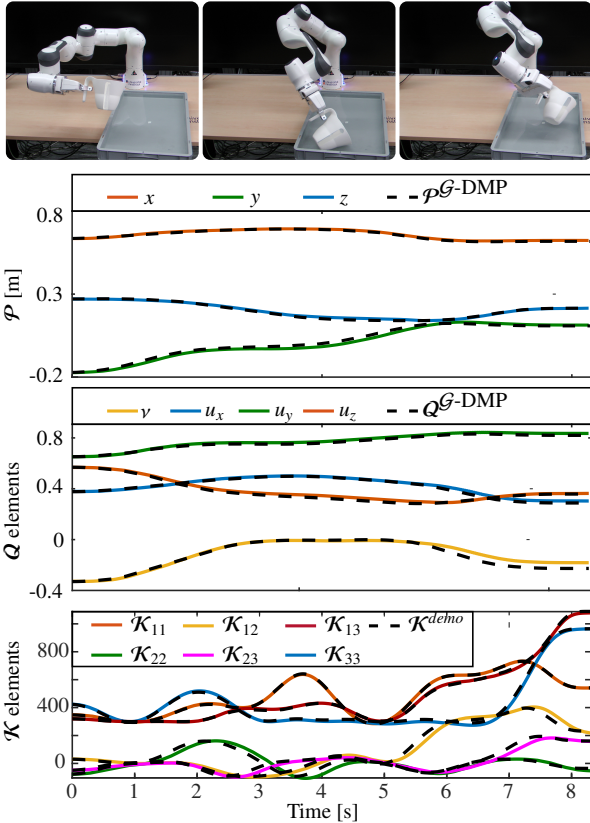 x y z 𝒫^𝒢-DMP
0.8
0.3
-0.2
𝒫 [m]
ν u_x u_y u_z 𝒬^𝒢-DMP
0.8
0.4
0
-0.4
𝒬 elements
𝒦_11 𝒦_12 𝒦_13 𝒦^demo
𝒦_22 𝒦_23 𝒦_33
800
400
0
𝒦 elements
0 1 2 3 4 5 6 7 8
Time [s]